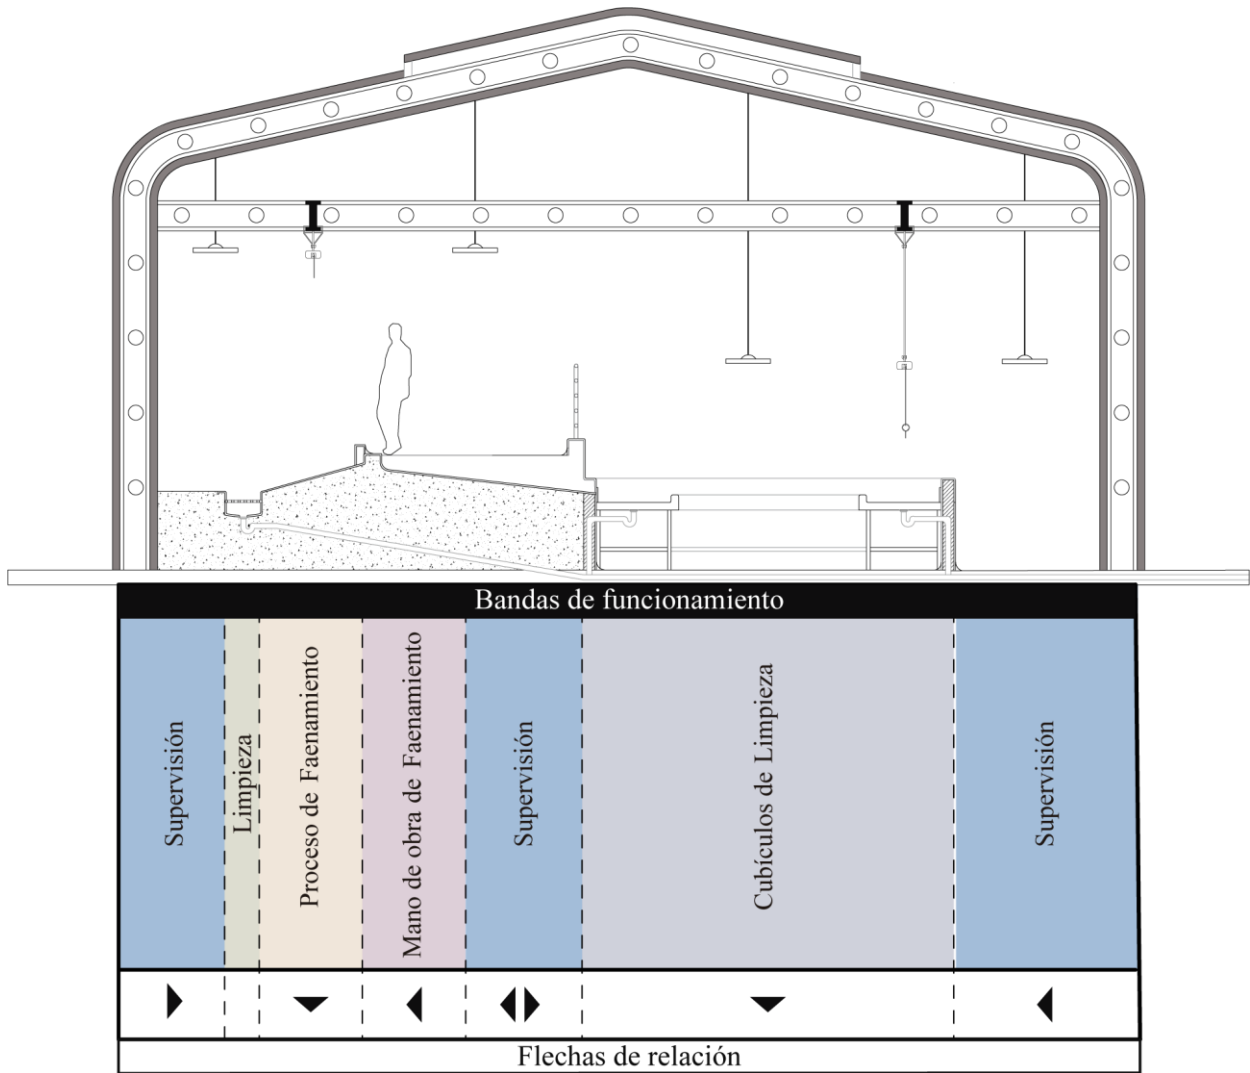 Bandas de funcionamiento
Supervisión
Limpieza
Proceso de Faenamiento
Mano de obra de Faenamiento
Supervisión
Cubículos de Limpieza
Supervisión
Flechas de relación